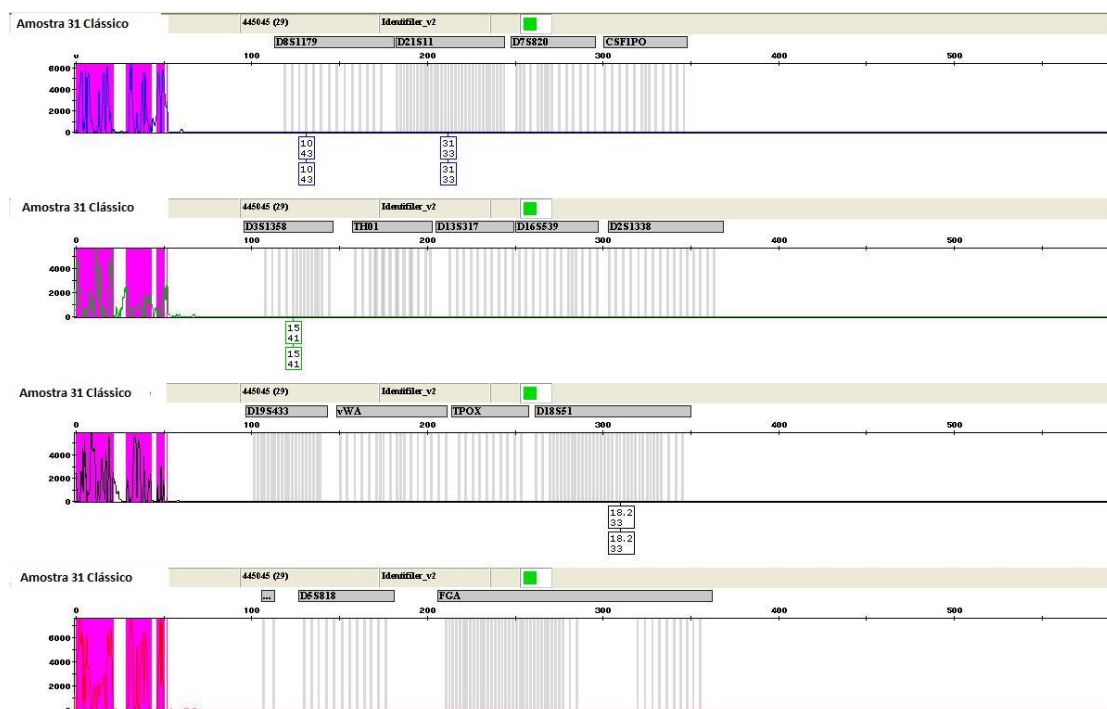 Amostra 31 Clássico 445045 (29) Identifiler_v2
D8S1179 D21S11 D7S820 CSF1PO
0 100 200 300 400 500
6000
4000
2000
0
10 31
43 33
10 31
43 33
Amostra 31 Clássico 445045 (29) Identifiler_v2
D3S1358 TH01 D13S317 D16S539 D2S1338
0 100 200 300 400 500
4000
2000
0
15
41
15
41
Amostra 31 Clássico 445045 (29) Identifiler_v2
D19S433 vWA TPOX D18S51
0 100 200 300 400 500
4000
2000
0
18.2
33
18.2
33
Amostra 31 Clássico 445045 (29) Identifiler_v2
... D5S818 FGA
0 100 200 300 400 500
6000
4000
2000